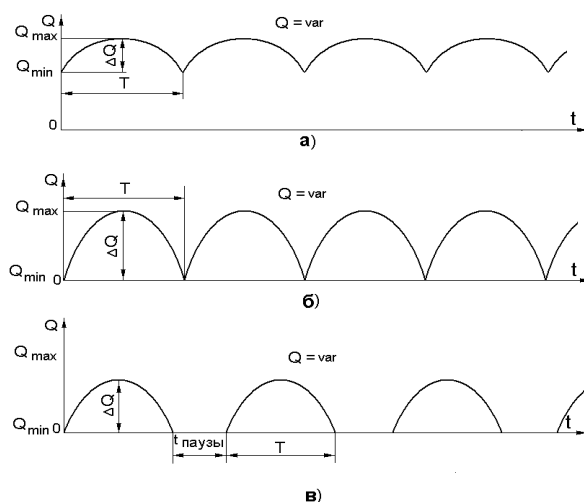 Q
Q max
Q = var
ΔQ
Q min
T
0
t
а)
Q
T
Q = var
Q max
ΔQ
Q min 0
t
б)
Q
Q max
Q = var
ΔQ
Q min 0
t
t паузы
T
в)